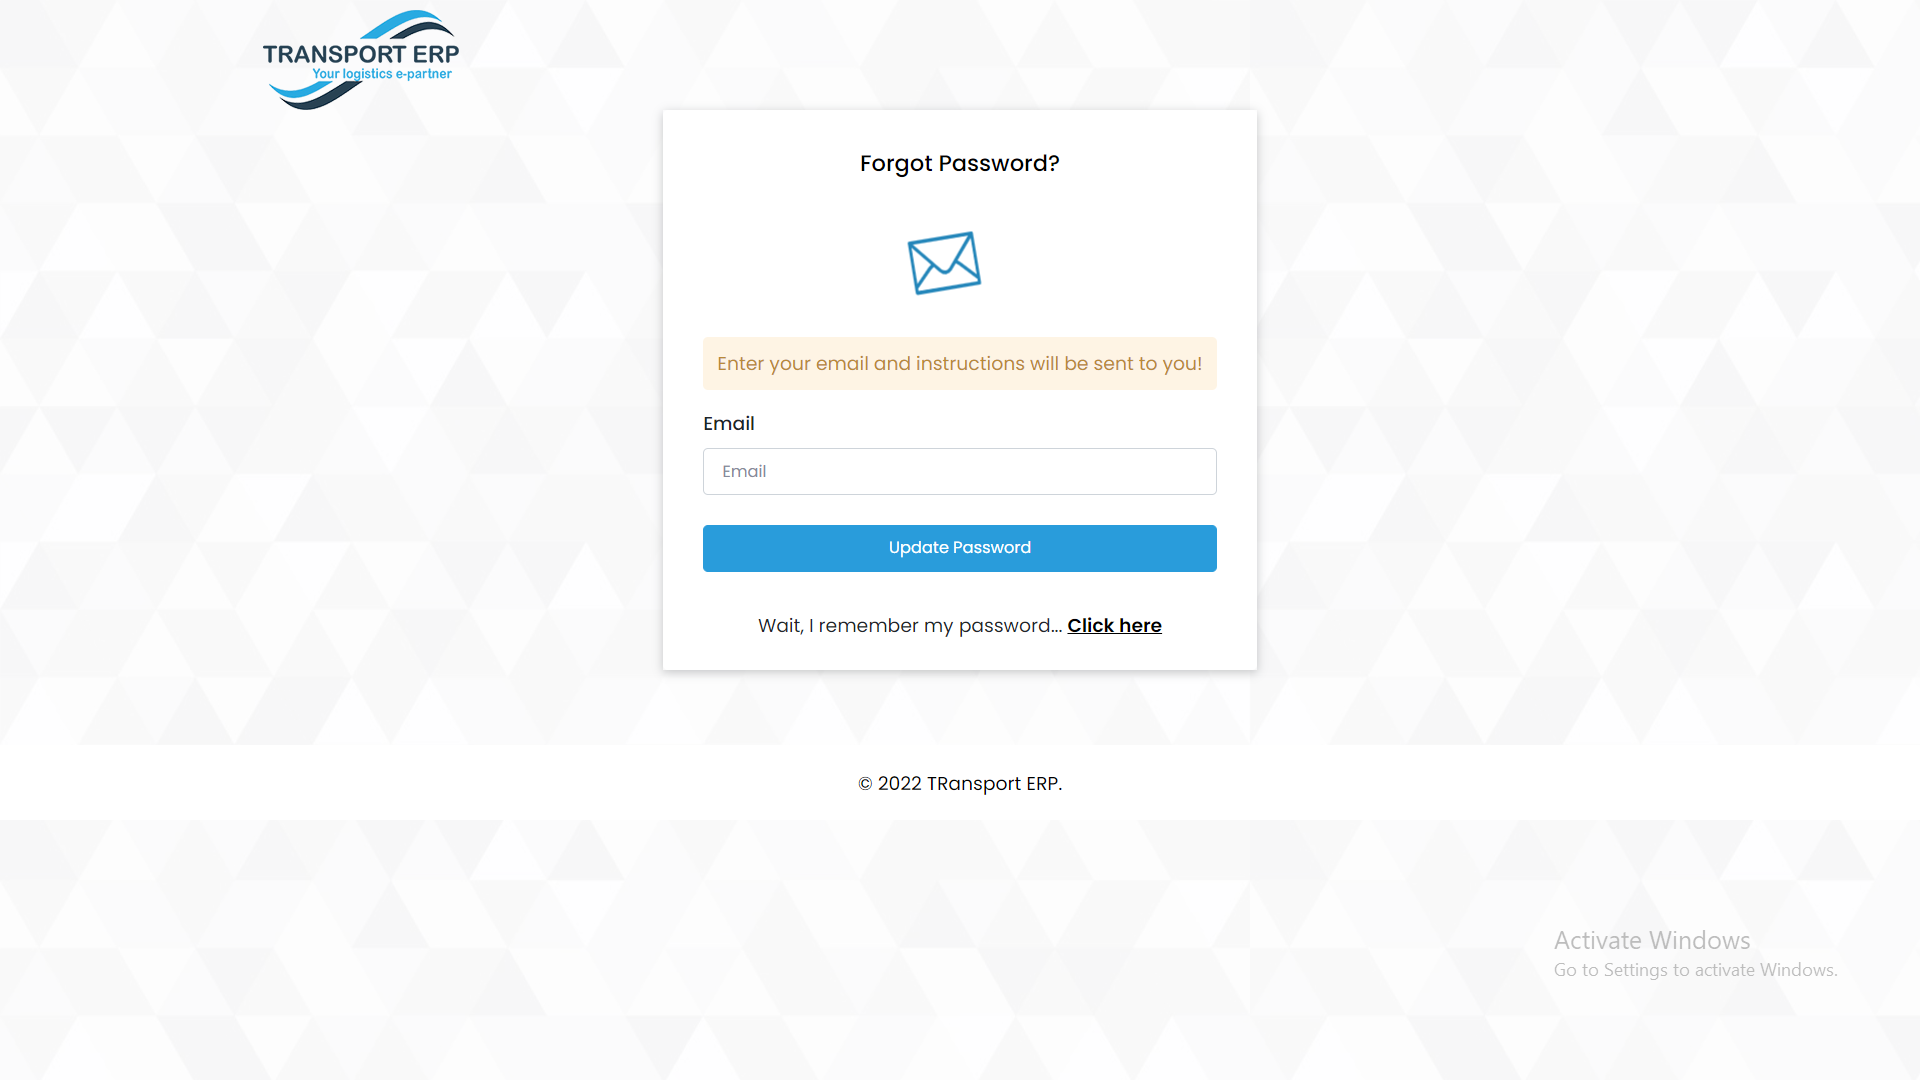 TRANSPORT ERP
Your logistics e-partner
Forgot Password?
Enter your email and instructions will be sent to you!
Email
Email
Update Password
Wait, I remember my password... Click here
© 2022 TRansport ERP.
Activate Windows
Go to Settings to activate Windows.